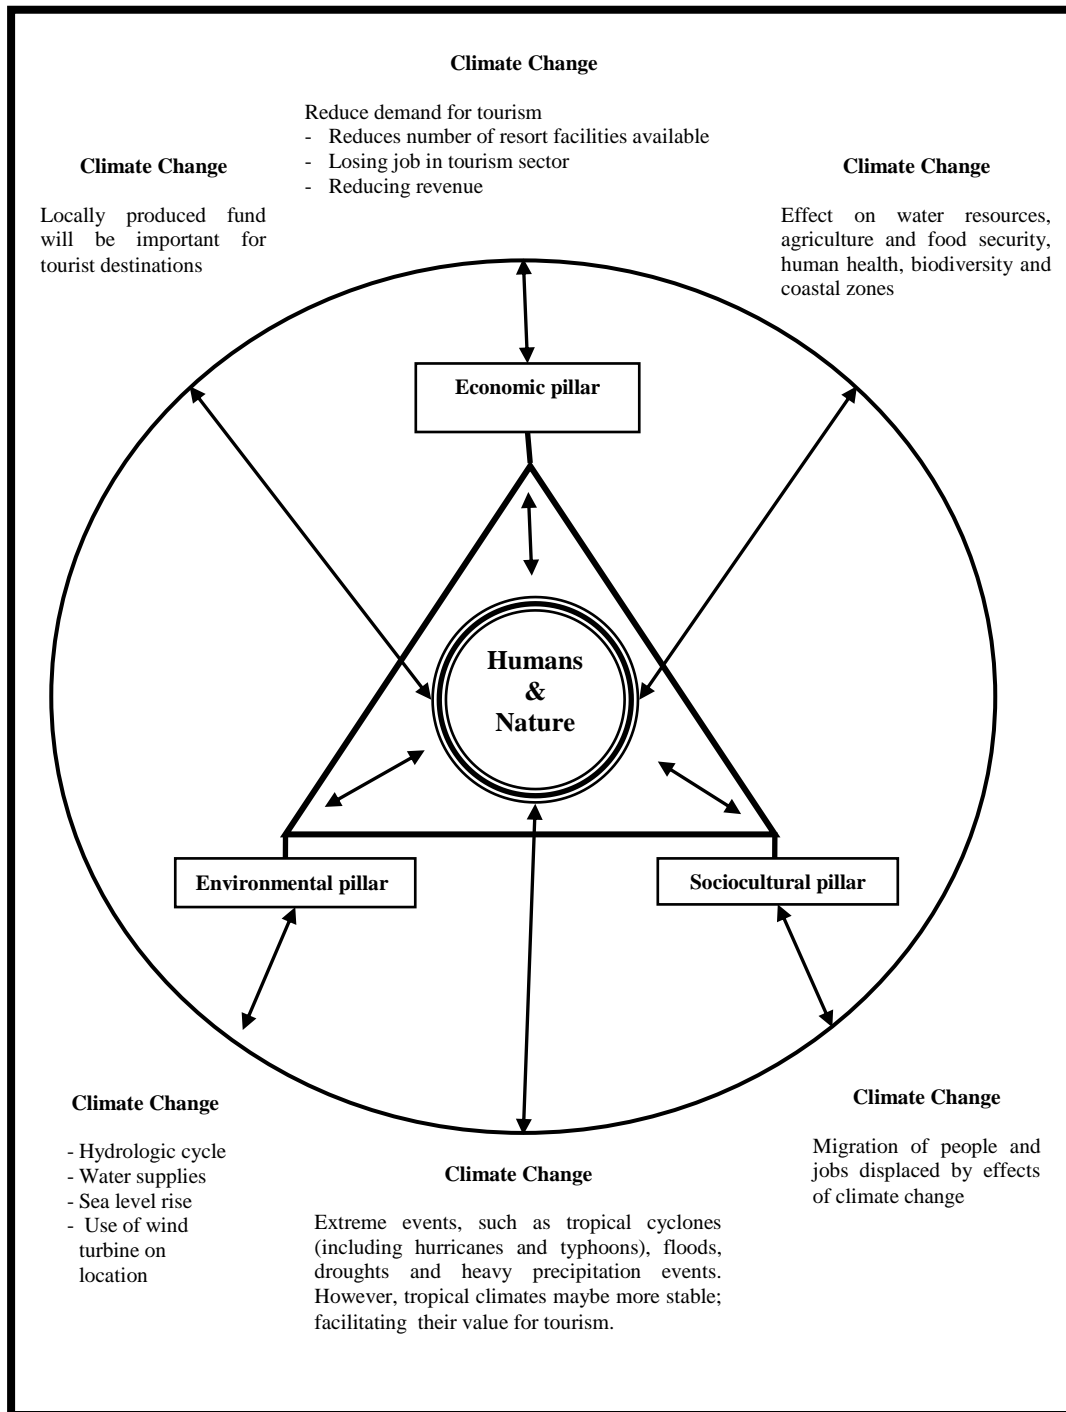 Climate Change
Reduce demand for tourism
- Reduces number of resort facilities available
- Losing job in tourism sector
- Reducing revenue
Climate Change
Locally produced fund
will be important for
tourist destinations
Climate Change
Effect on water resources,
agriculture and food security,
human health, biodiversity and
coastal zones
Economic pillar
Humans
&
Nature
Environmental pillar
Sociocultural pillar
Climate Change
- Hydrologic cycle
- Water supplies
- Sea level rise
- Use of wind
turbine on
location
Climate Change
Extreme events, such as tropical cyclones
(including hurricanes and typhoons), floods,
droughts and heavy precipitation events.
However, tropical climates maybe more stable;
facilitating their value for tourism.
Climate Change
Migration of people and
jobs displaced by effects
of climate change